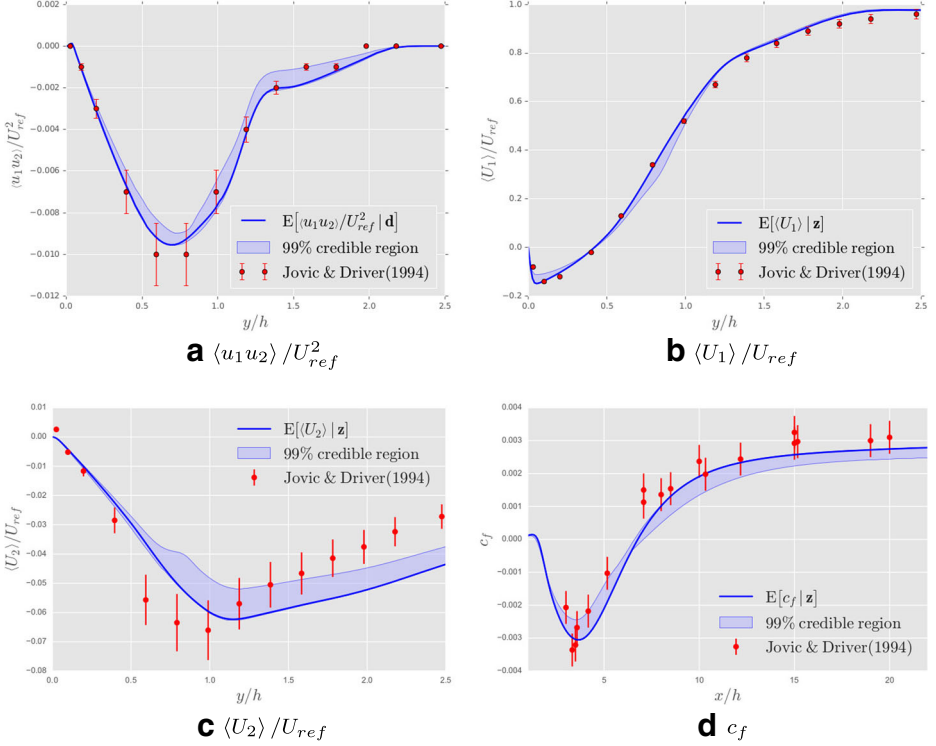 0.002
0.000
−0.002
−0.004
−0.006
−0.008
−0.010
−0.012
⟨u₁u₂⟩/U²ref
0.0 0.5 1.0 1.5 2.0 2.5
y/h
E[⟨u₁u₂⟩/U²ref | d]
99% credible region
Jovic & Driver(1994)
a ⟨u₁u₂⟩ /U²ref
1.0
0.8
0.6
0.4
0.2
0.0
−0.2
⟨U₁⟩/Uref
0.0 0.5 1.0 1.5 2.0 2.5
y/h
E[⟨U₁⟩ | z]
99% credible region
Jovic & Driver(1994)
b ⟨U₁⟩ /Uref
0.01
0.00
−0.01
−0.02
−0.03
−0.04
−0.05
−0.06
−0.07
−0.08
⟨U₂⟩/Uref
0.0 0.5 1.0 1.5 2.0 2.5
y/h
E[⟨U₂⟩ | z]
99% credible region
Jovic & Driver(1994)
c ⟨U₂⟩ /Uref
0.004
0.003
0.002
0.001
0.000
−0.001
−0.002
−0.003
−0.004
cf
5 10 15 20
x/h
E[cf | z]
99% credible region
Jovic & Driver(1994)
d cf